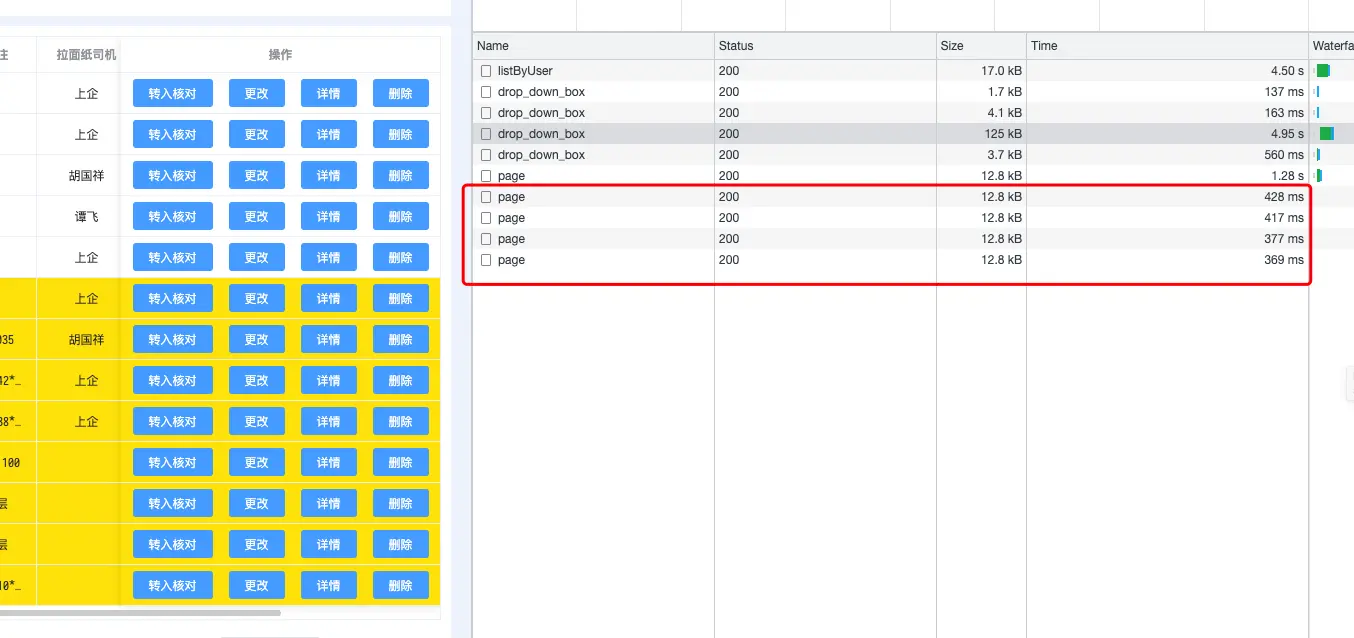 注 拉面纸司机 操作
上企 转入核对 更改 详情 删除
上企 转入核对 更改 详情 删除
胡国祥 转入核对 更改 详情 删除
谭飞 转入核对 更改 详情 删除
上企 转入核对 更改 详情 删除
上企 转入核对 更改 详情 删除
035 胡国祥 转入核对 更改 详情 删除
42*… 上企 转入核对 更改 详情 删除
38*… 上企 转入核对 更改 详情 删除
100 转入核对 更改 详情 删除
层 转入核对 更改 详情 删除
层 转入核对 更改 详情 删除
10*… 转入核对 更改 详情 删除
Name Status Size Time Waterfa
listByUser 200 17.0 kB 4.50 s
drop_down_box 200 1.7 kB 137 ms
drop_down_box 200 4.1 kB 163 ms
drop_down_box 200 125 kB 4.95 s
drop_down_box 200 3.7 kB 560 ms
page 200 12.8 kB 1.28 s
page 200 12.8 kB 428 ms
page 200 12.8 kB 417 ms
page 200 12.8 kB 377 ms
page 200 12.8 kB 369 ms